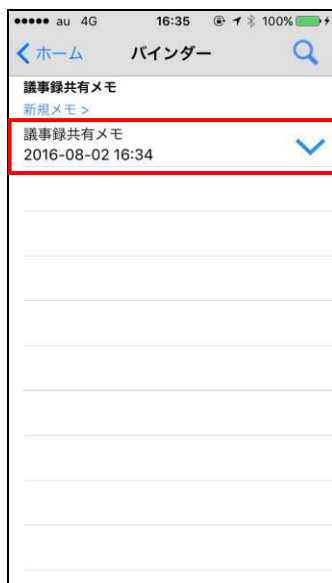 au 4G 16:35 100%
ホーム バインダー
議事録共有メモ
新規メモ >
議事録共有メモ
2016-08-02 16:34